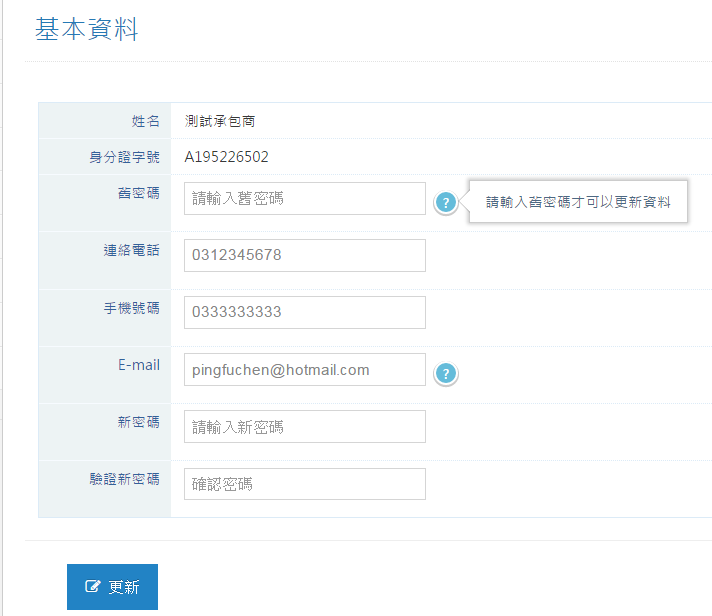 基本資料
姓名 測試承包商
身分證字號 A195226502
舊密碼 請輸入舊密碼 ? 請輸入舊密碼才可以更新資料
連絡電話 0312345678
手機號碼 0333333333
E-mail pingfuchen@hotmail.com ?
新密碼 請輸入新密碼
驗證新密碼 確認密碼
更新